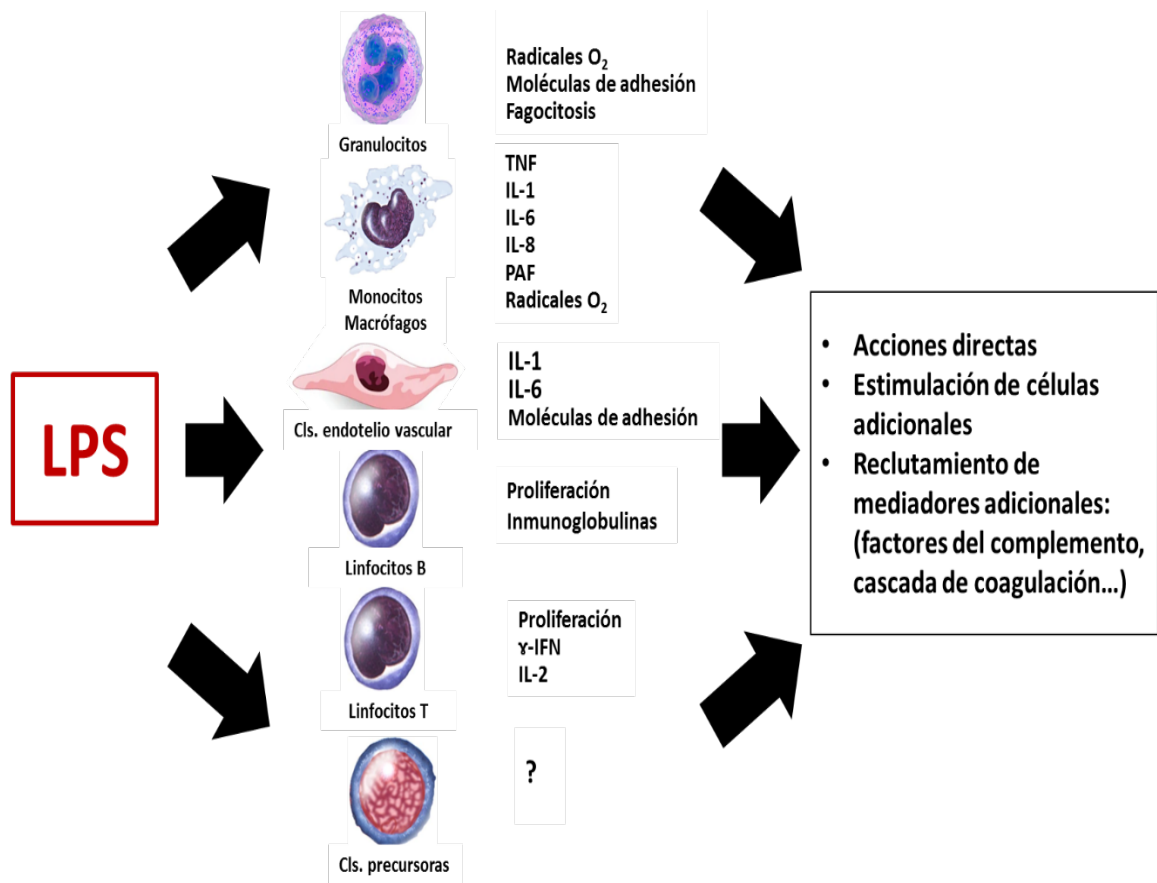 LPS
Granulocitos
Radicales O₂
Moléculas de adhesión
Fagocitosis
Monocitos
Macrófagos
TNF
IL-1
IL-6
IL-8
PAF
Radicales O₂
Cls. endotelio vascular
IL-1
IL-6
Moléculas de adhesión
Linfocitos B
Proliferación
Inmunoglobulinas
Linfocitos T
Proliferación
ɤ-IFN
IL-2
Cls. precursoras
?
• Acciones directas
• Estimulación de células
adicionales
• Reclutamiento de
mediadores adicionales:
(factores del complemento,
cascada de coagulación...)